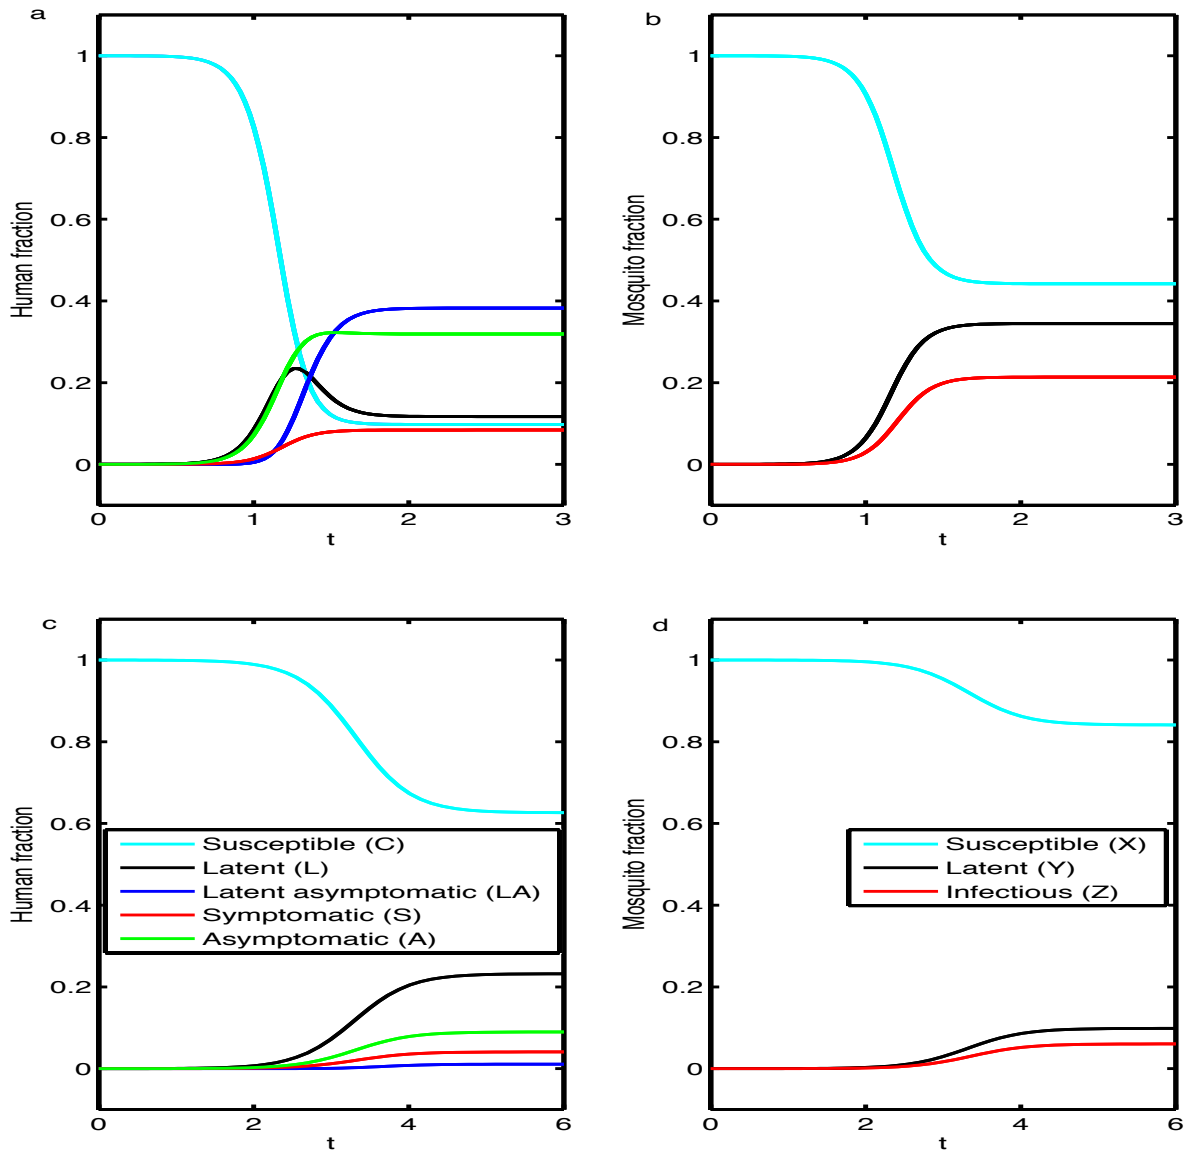 a
1
0.8
0.6
0.4
0.2
0
Human fraction
0 1 2 3
t
b
1
0.8
0.6
0.4
0.2
0
Mosquito fraction
0 1 2 3
t
c
1
0.8
0.6
0.4
0.2
0
Human fraction
Susceptible (C)
Latent (L)
Latent asymptomatic (LA)
Symptomatic (S)
Asymptomatic (A)
0 2 4 6
t
d
1
0.8
0.6
0.4
0.2
0
Mosquito fraction
Susceptible (X)
Latent (Y)
Infectious (Z)
0 2 4 6
t